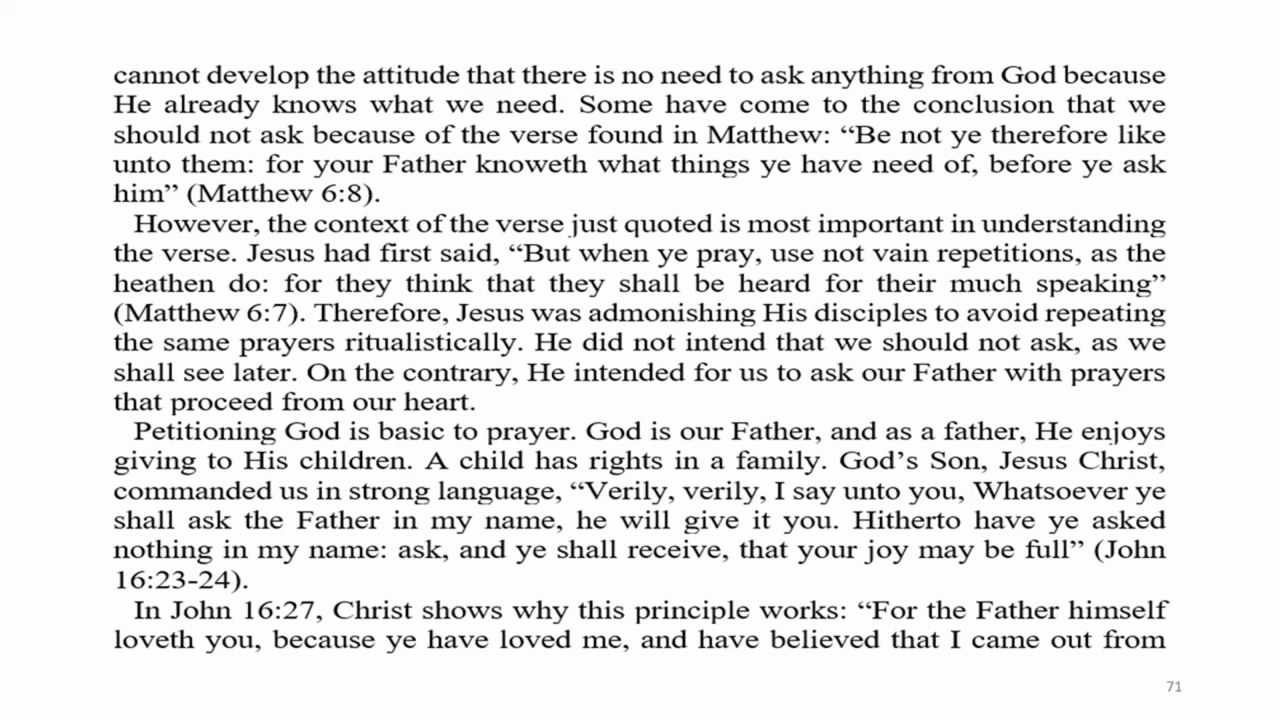 cannot develop the attitude that there is no need to ask anything from God because
He already knows what we need. Some have come to the conclusion that we
should not ask because of the verse found in Matthew: “Be not ye therefore like
unto them: for your Father knoweth what things ye have need of, before ye ask
him” (Matthew 6:8).
However, the context of the verse just quoted is most important in understanding
the verse. Jesus had first said, “But when ye pray, use not vain repetitions, as the
heathen do: for they think that they shall be heard for their much speaking”
(Matthew 6:7). Therefore, Jesus was admonishing His disciples to avoid repeating
the same prayers ritualistically. He did not intend that we should not ask, as we
shall see later. On the contrary, He intended for us to ask our Father with prayers
that proceed from our heart.
Petitioning God is basic to prayer. God is our Father, and as a father, He enjoys
giving to His children. A child has rights in a family. God’s Son, Jesus Christ,
commanded us in strong language, “Verily, verily, I say unto you, Whatsoever ye
shall ask the Father in my name, he will give it you. Hitherto have ye asked
nothing in my name: ask, and ye shall receive, that your joy may be full” (John
16:23-24).
In John 16:27, Christ shows why this principle works: “For the Father himself
loveth you, because ye have loved me, and have believed that I came out from
71